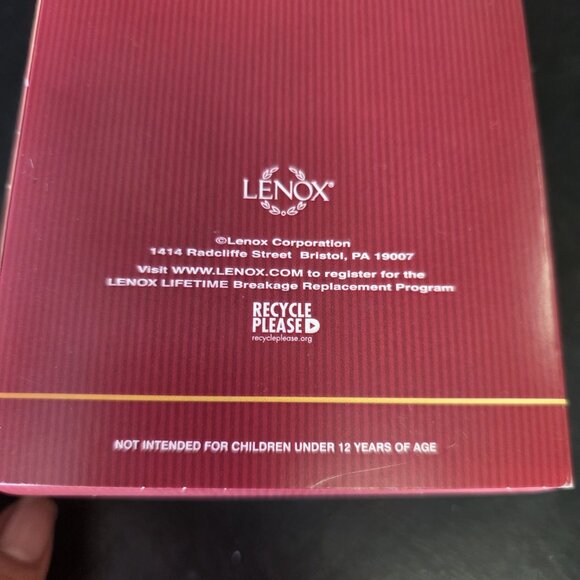 LENOX®
©Lenox Corporation
1414 Radcliffe Street Bristol, PA 19007
Visit WWW.LENOX.COM to register for the
LENOX LIFETIME Breakage Replacement Program
RECYCLE
PLEASE
recycleplease.org
NOT INTENDED FOR CHILDREN UNDER 12 YEARS OF AGE